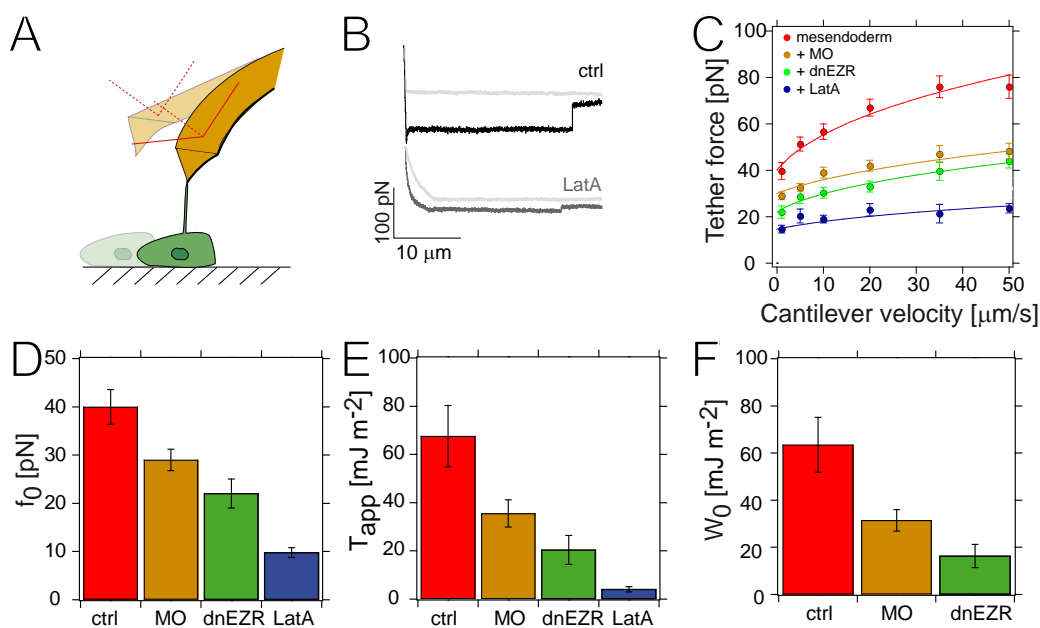 A
B
ctrl
LatA
100 pN
10 μm
C
mesendoderm
+ MO
+ dnEZR
+ LatA
Tether force [pN]
100
80
60
40
20
0
0 10 20 30 40 50
Cantilever velocity [μm/s]
D
f0 [pN]
50
40
30
20
10
0
ctrl MO dnEZR LatA
E
Tapp [mJ m-2]
100
80
60
40
20
0
ctrl MO dnEZR LatA
F
W0 [mJ m-2]
100
80
60
40
20
0
ctrl MO dnEZR